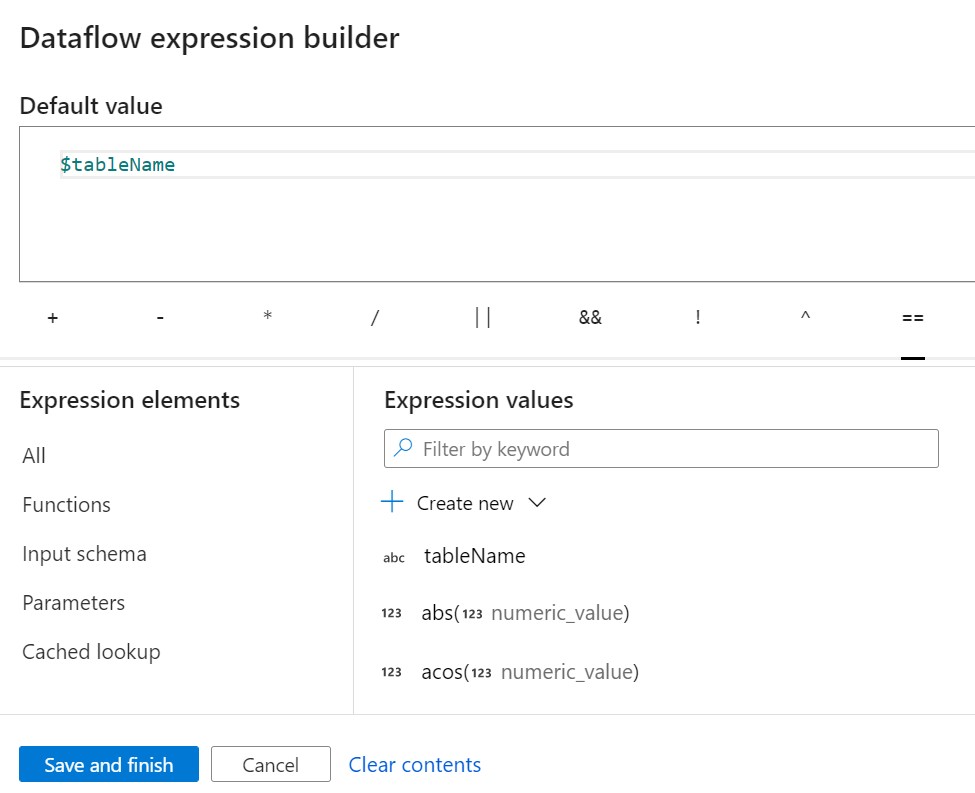 Dataflow expression builder
Default value
$tableName
+ - * / || && ! ^ ==
Expression elements
All
Functions
Input schema
Parameters
Cached lookup
Expression values
Filter by keyword
Create new
abc tableName
123 abs(123 numeric_value)
123 acos(123 numeric_value)
Save and finish Cancel Clear contents